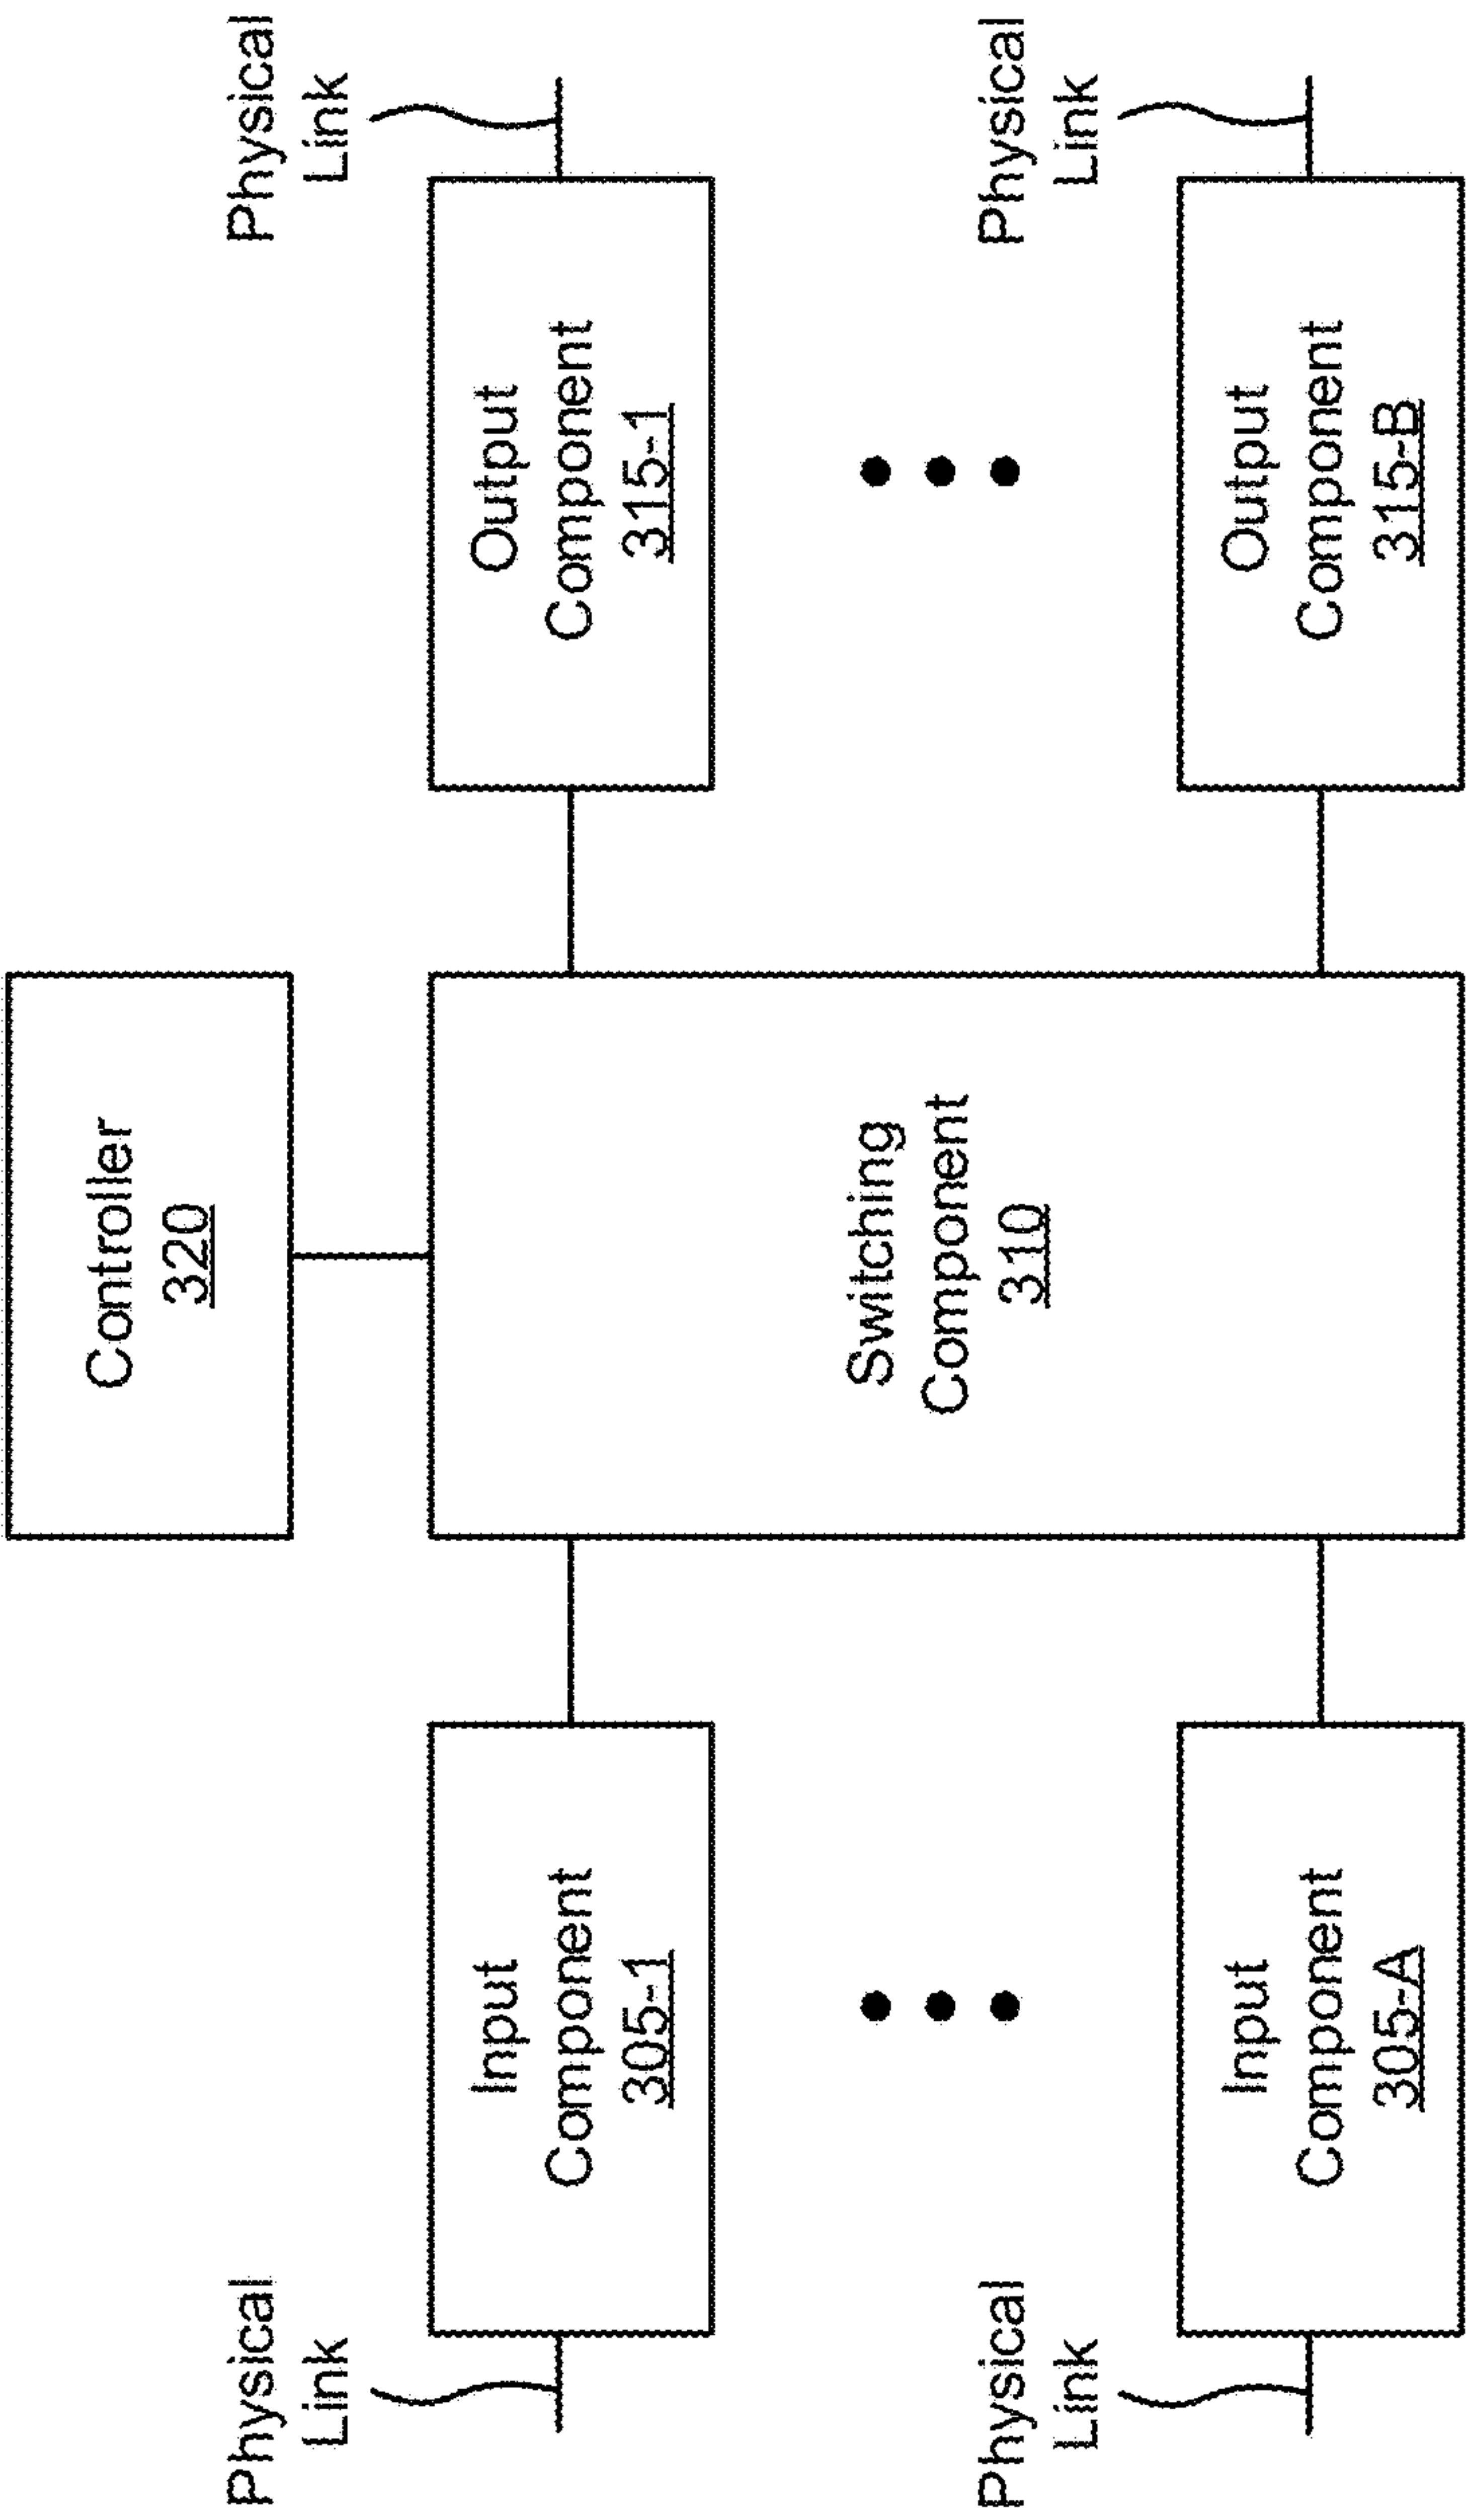 Controller
320
Physical
Link
Input
Component
305-1
Physical
Link
Input
Component
305-A
Switching
Component
310
Physical
Link
Output
Component
315-1
Physical
Link
Output
Component
315-B